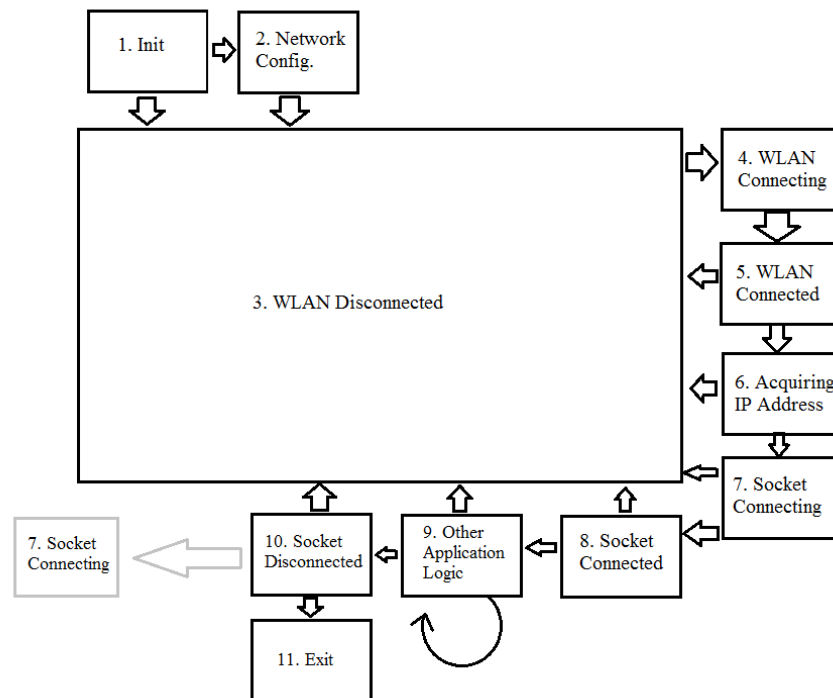 1. Init
2. Network
Config.
3. WLAN Disconnected
4. WLAN
Connecting
5. WLAN
Connected
6. Acquiring
IP Address
7. Socket
Connecting
8. Socket
Connected
9. Other
Application
Logic
10. Socket
Disconnected
7. Socket
Connecting
11. Exit